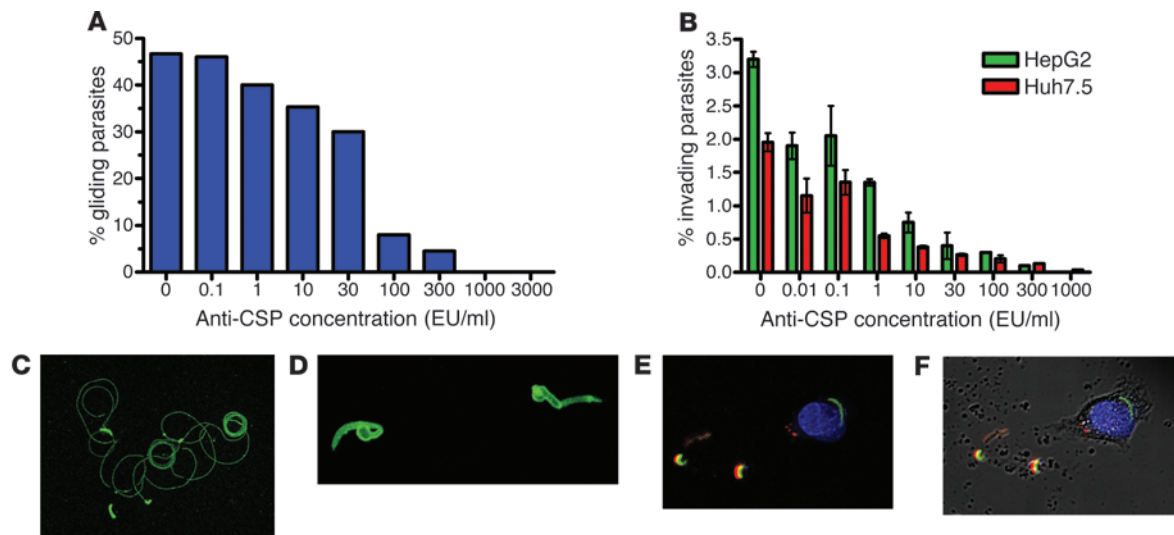 A
50
40
30
20
10
0
% gliding parasites
0 0.1 1 10 30 100 300 1000 3000
Anti-CSP concentration (EU/ml)
B
3.5
3.0
2.5
2.0
1.5
1.0
0.5
0.0
% invading parasites
HepG2
Huh7.5
0 0.01 0.1 1 10 30 100 300 1000
Anti-CSP concentration (EU/ml)
C
D
E
F